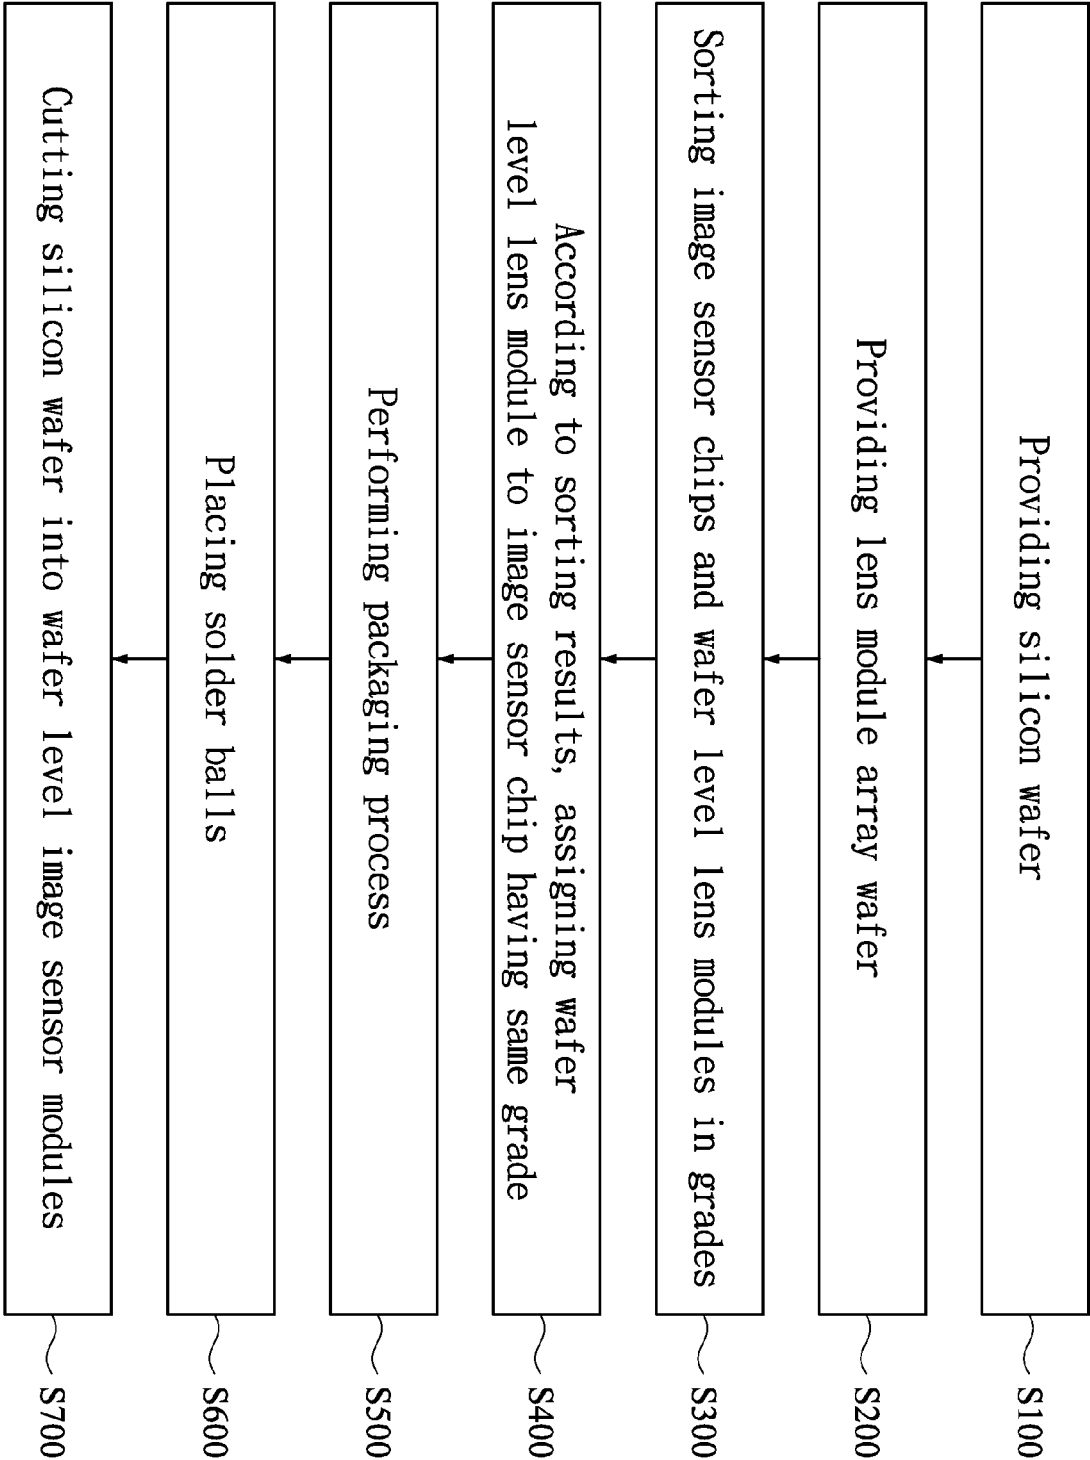 Providing silicon wafer
S100
Providing lens module array wafer
S200
Sorting image sensor chips and wafer level lens modules in grades
S300
According to sorting results, assigning wafer
level lens module to image sensor chip having same grade
S400
Performing packaging process
S500
Placing solder balls
S600
Cutting silicon wafer into wafer level image sensor modules
S700